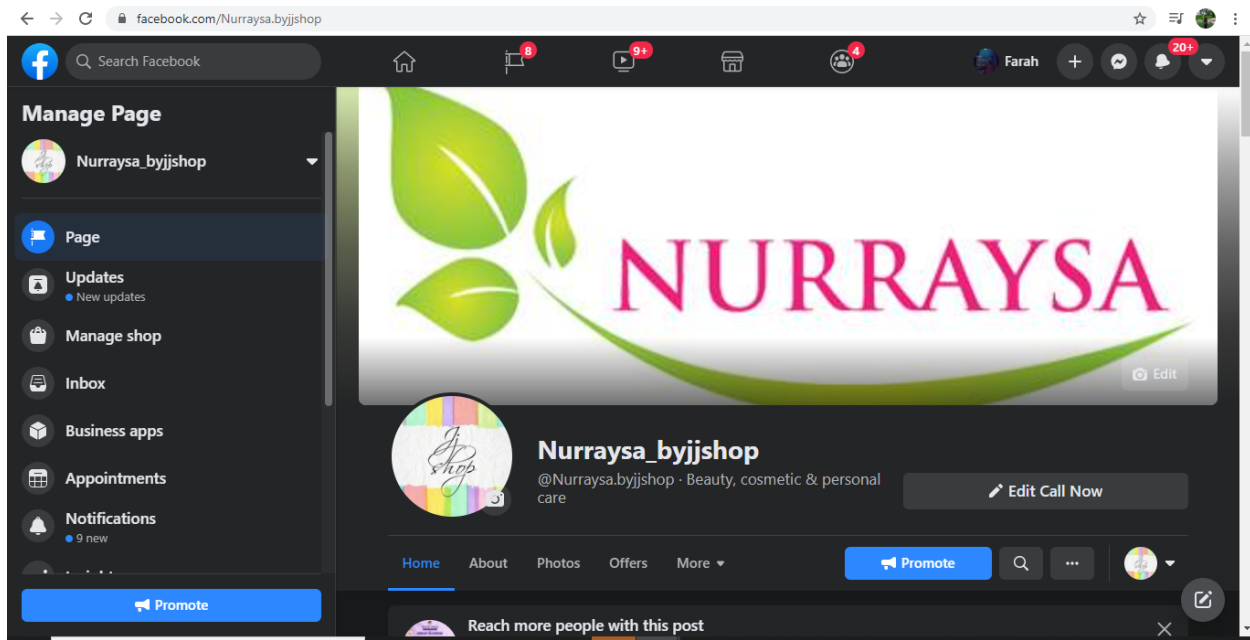 facebook.com/Nurraysa.byjjshop
Search Facebook
8
9+
4
Farah
20+
Manage Page
Nurraysa_byjjshop
Page
Updates
New updates
Manage shop
Inbox
Business apps
Appointments
Notifications
9 new
Promote
NURRAYSA
Edit
Jj
shop
Nurraysa_byjjshop
@Nurraysa.byjjshop · Beauty, cosmetic & personal
care
Edit Call Now
Home About Photos Offers More
Promote
Reach more people with this post